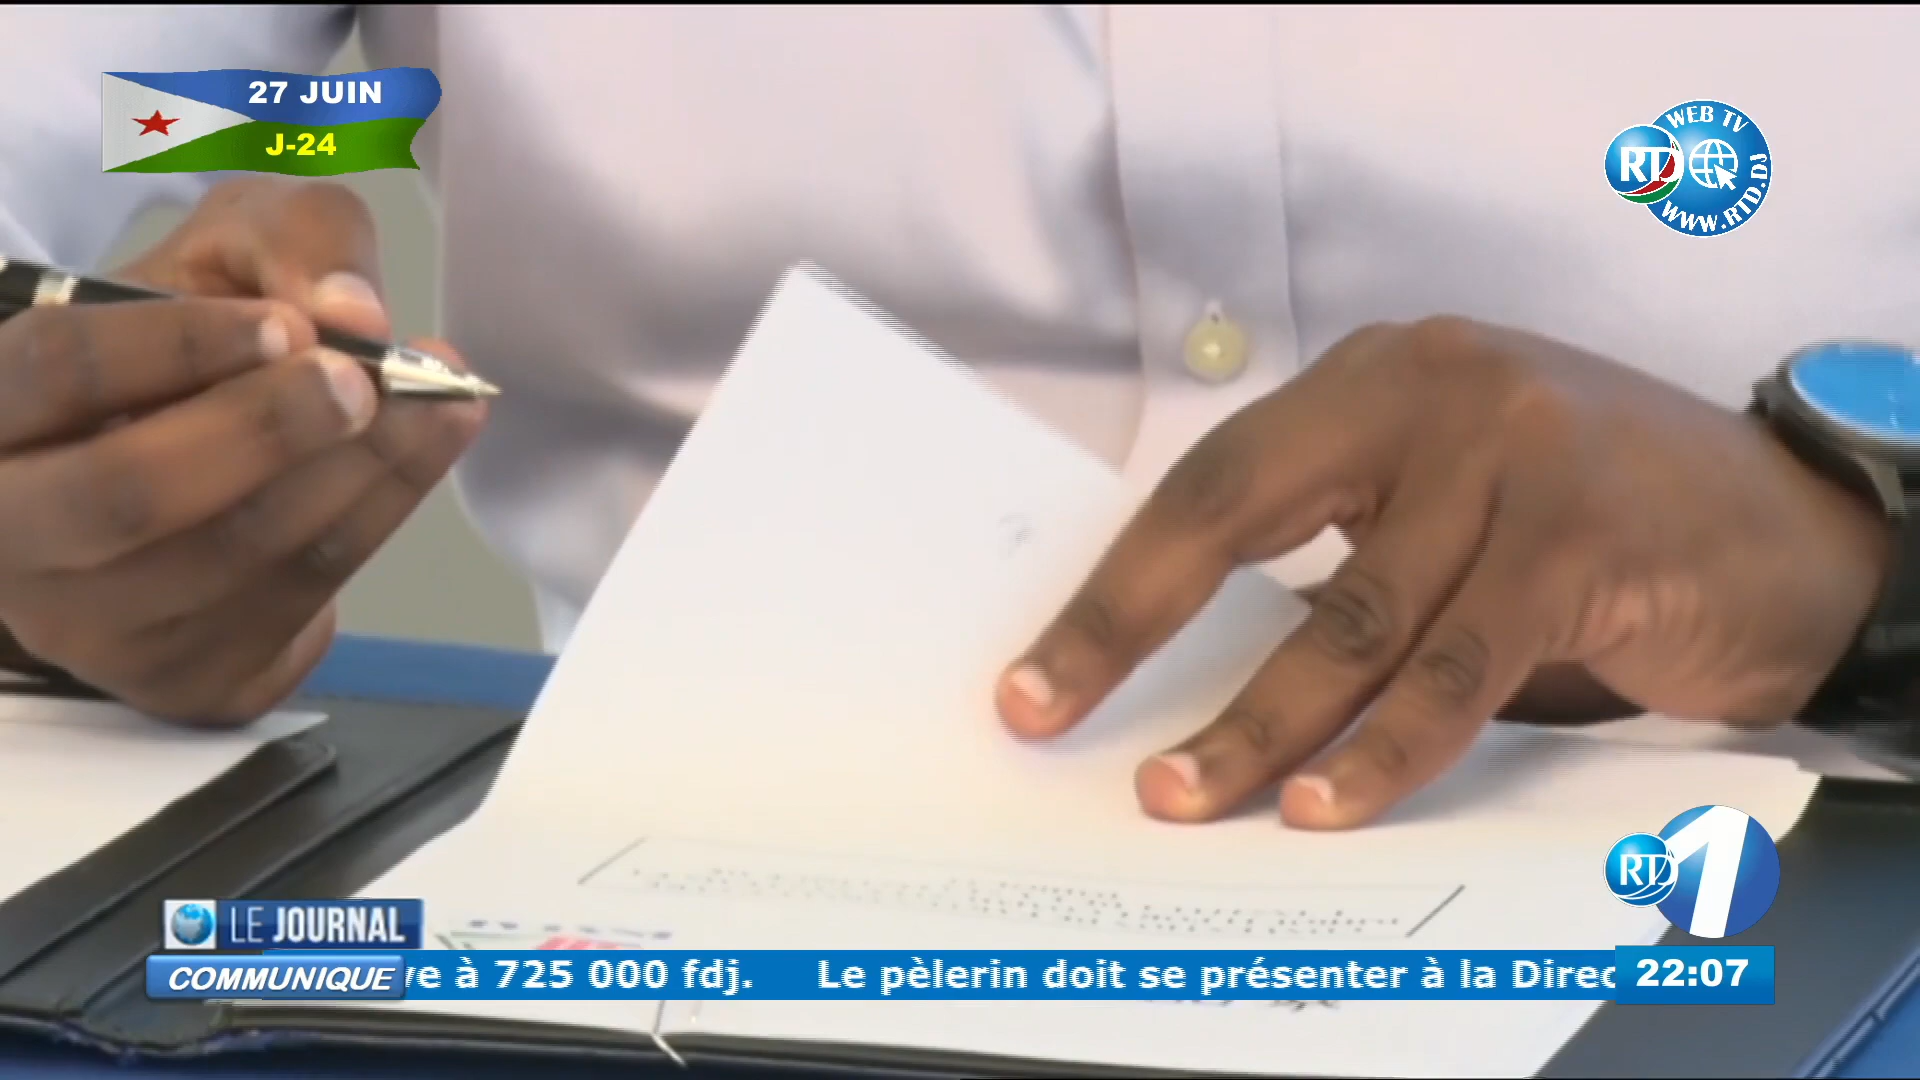 27 JUIN
J-24
WEB TV
RTD
WWW.RTD.DJ
RTD 1
LE JOURNAL
COMMUNIQUE
ve à 725 000 fdj. Le pèlerin doit se présenter à la Direc
22:07